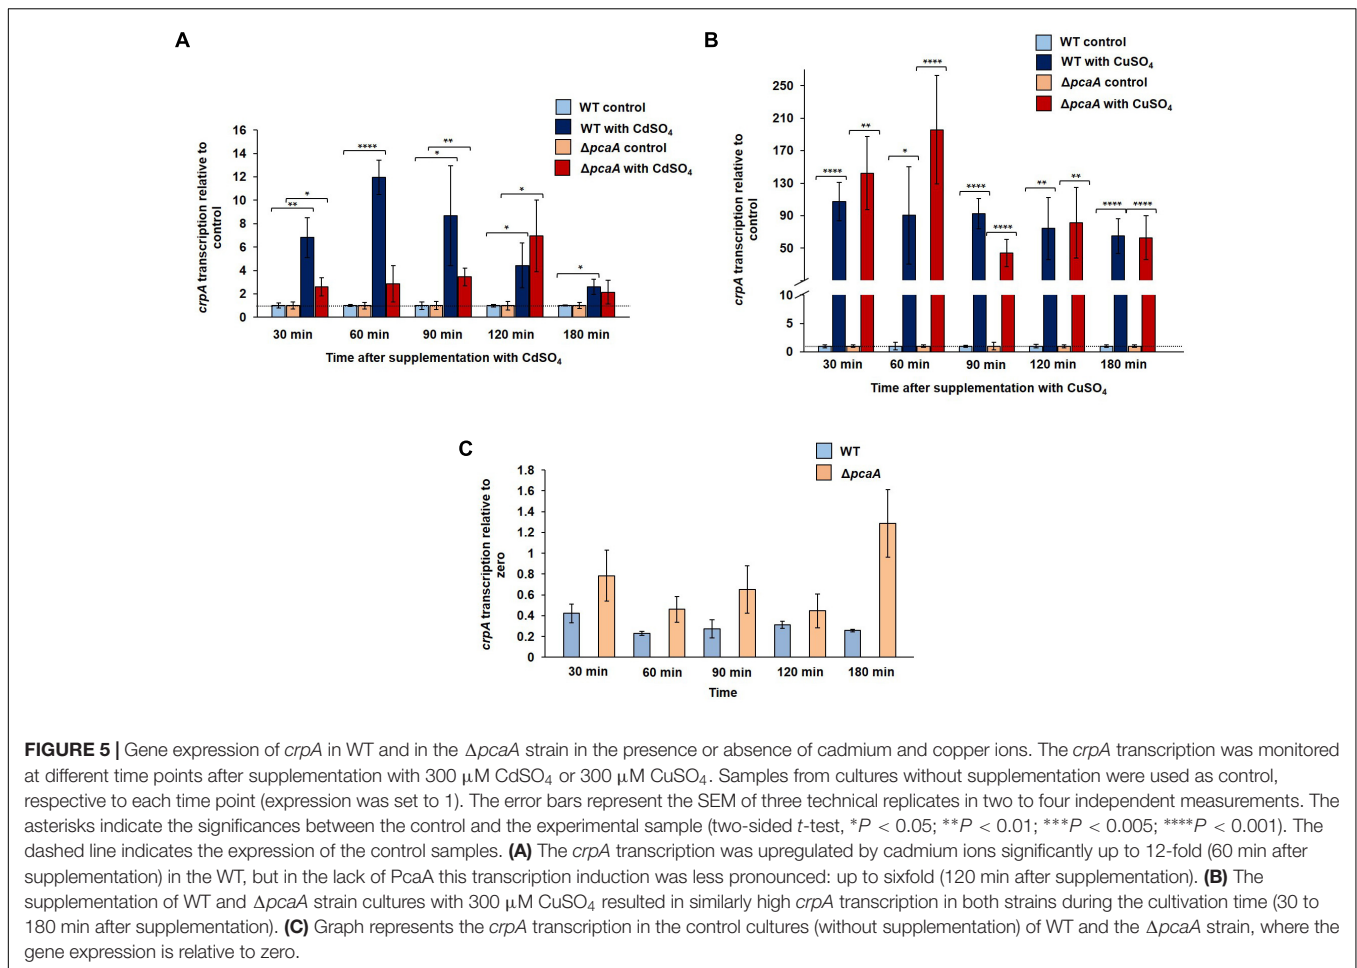 A
WT control
WT with CdSO4
ΔpcaA control
ΔpcaA with CdSO4
crpA transcription relative to
control
16
14
12
10
8
6
4
2
0
** * **** * ** * * *
30 min 60 min 90 min 120 min 180 min
Time after supplementation with CdSO4
B
WT control
WT with CuSO4
ΔpcaA control
ΔpcaA with CuSO4
crpA transcription relative to
control
250
210
170
130
90
50
10
5
0
**** ** * **** **** **** ** ** **** ****
30 min 60 min 90 min 120 min 180 min
Time after supplementation with CuSO4
C
WT
ΔpcaA
crpA transcription relative to
zero
1.8
1.6
1.4
1.2
1
0.8
0.6
0.4
0.2
0
30 min 60 min 90 min 120 min 180 min
Time
FIGURE 5 | Gene expression of crpA in WT and in the ΔpcaA strain in the presence or absence of cadmium and copper ions. The crpA transcription was monitored
at different time points after supplementation with 300 μM CdSO4 or 300 μM CuSO4. Samples from cultures without supplementation were used as control,
respective to each time point (expression was set to 1). The error bars represent the SEM of three technical replicates in two to four independent measurements. The
asterisks indicate the significances between the control and the experimental sample (two-sided t-test, *P < 0.05; **P < 0.01; ***P < 0.005; ****P < 0.001). The
dashed line indicates the expression of the control samples. (A) The crpA transcription was upregulated by cadmium ions significantly up to 12-fold (60 min after
supplementation) in the WT, but in the lack of PcaA this transcription induction was less pronounced: up to sixfold (120 min after supplementation). (B) The
supplementation of WT and ΔpcaA strain cultures with 300 μM CuSO4 resulted in similarly high crpA transcription in both strains during the cultivation time (30 to
180 min after supplementation). (C) Graph represents the crpA transcription in the control cultures (without supplementation) of WT and the ΔpcaA strain, where the
gene expression is relative to zero.